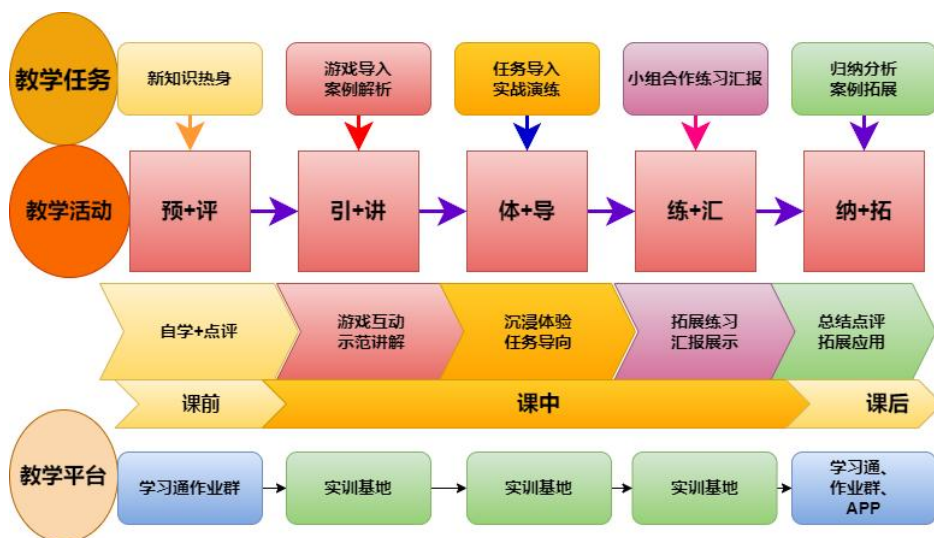 教学任务
新知识热身
游戏导入
案例解析
任务导入
实战演练
小组合作练习汇报
归纳分析
案例拓展
教学活动
预+评
引+讲
体+导
练+汇
纳+拓
自学+点评
游戏互动
示范讲解
沉浸体验
任务导向
拓展练习
汇报展示
总结点评
拓展应用
课前
课中
课后
教学平台
学习通作业群
实训基地
实训基地
实训基地
学习通、
作业群、
APP